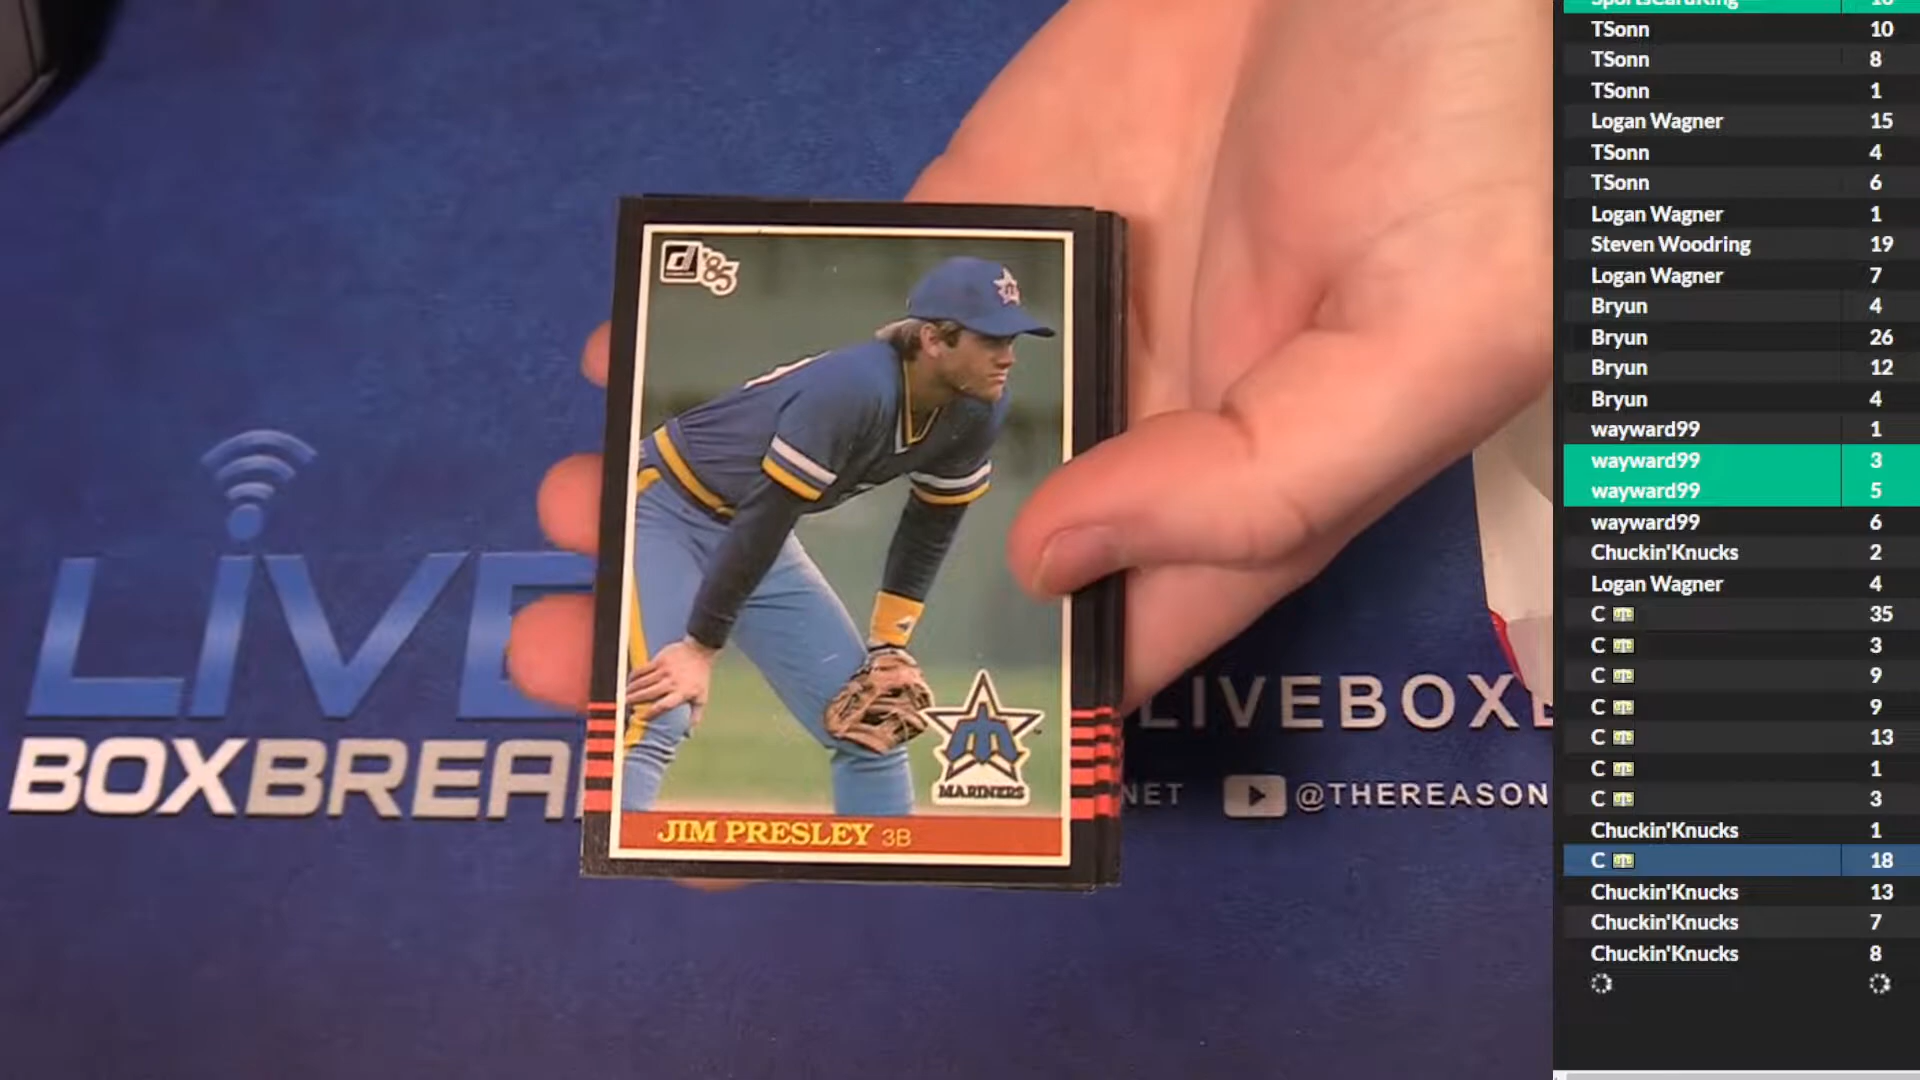 d '85
M
MARINERS
JIM PRESLEY 3B
LIVE
BOXBREA
LIVEBOX
NET @THEREASON
SportsCardKing
TSonn 10
TSonn 8
TSonn 1
Logan Wagner 15
TSonn 4
TSonn 6
Logan Wagner 1
Steven Woodring 19
Logan Wagner 7
Bryun 4
Bryun 26
Bryun 12
Bryun 4
wayward99 1
wayward99 3
wayward99 5
wayward99 6
Chuckin'Knucks 2
Logan Wagner 4
C 35
C 3
C 9
C 9
C 13
C 1
C 3
Chuckin'Knucks 1
C 18
Chuckin'Knucks 13
Chuckin'Knucks 7
Chuckin'Knucks 8